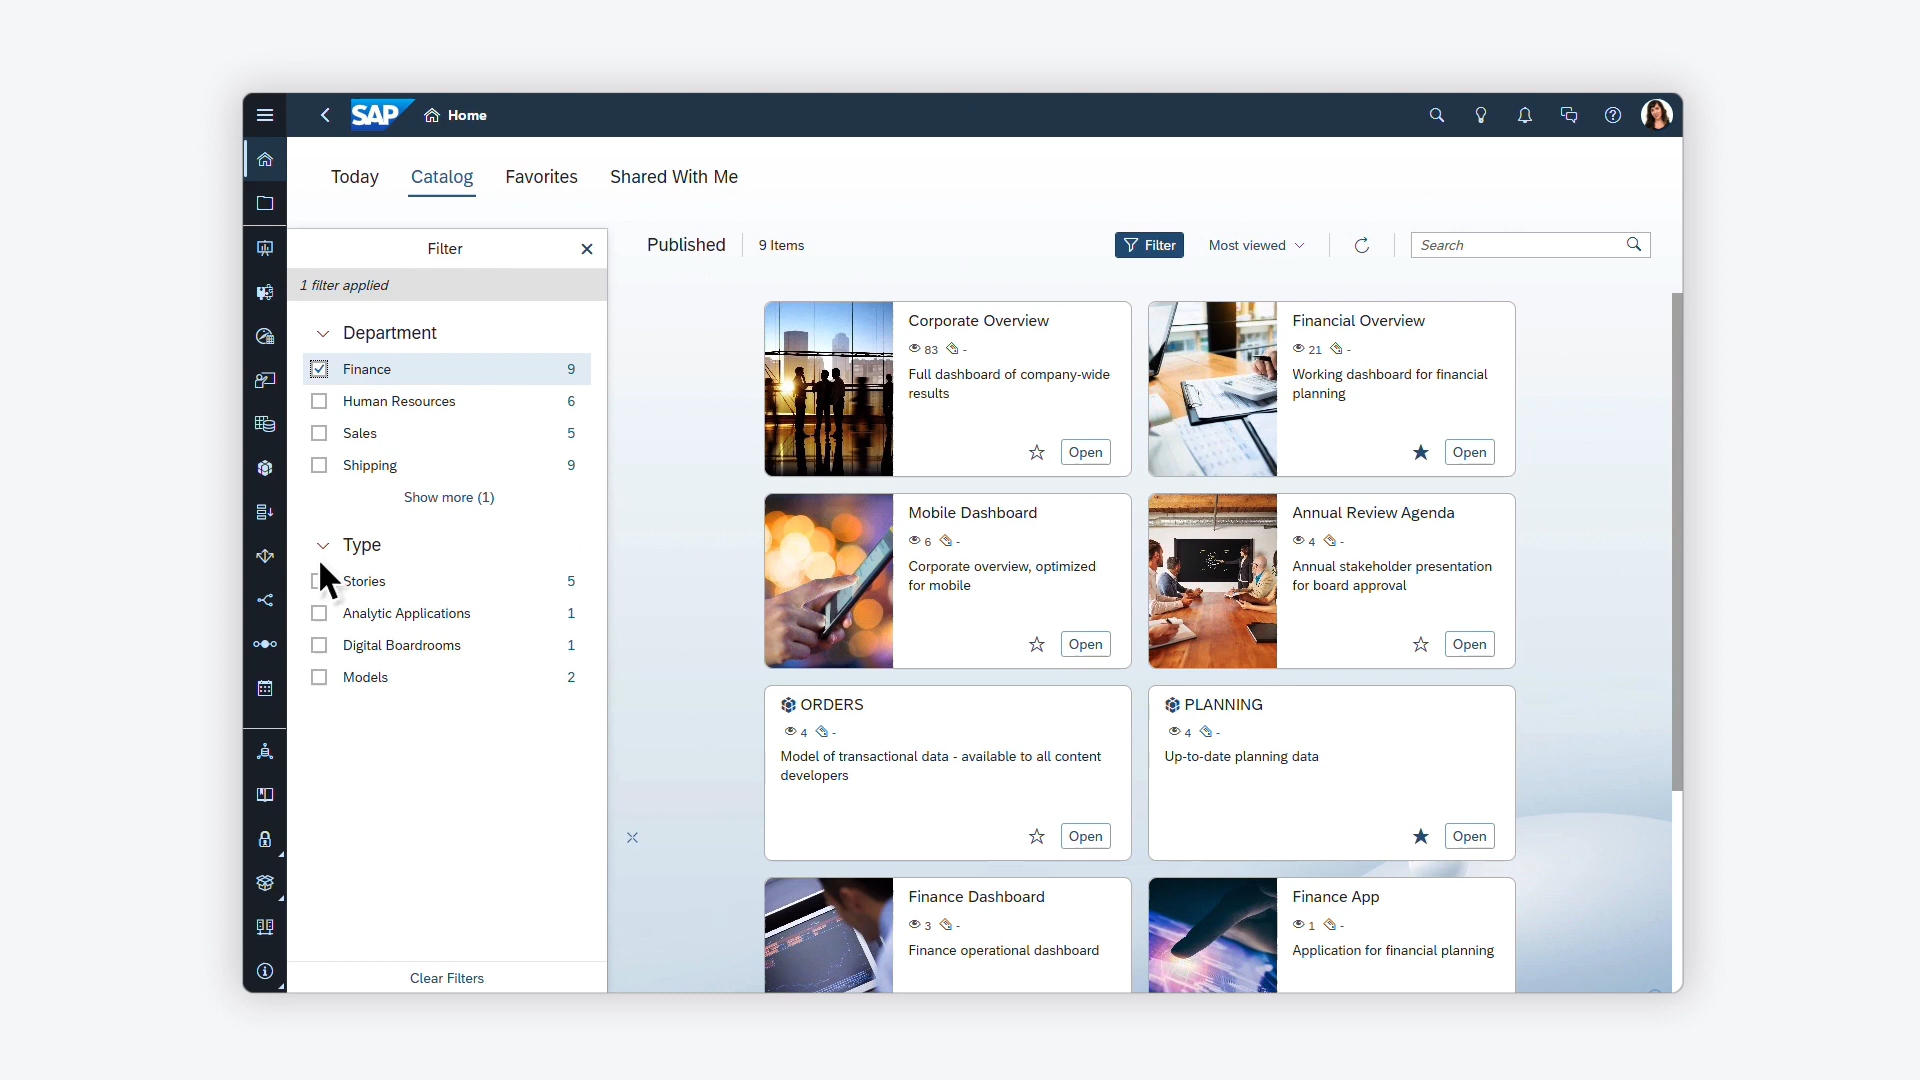 SAP Home
Today Catalog Favorites Shared With Me
Filter
1 filter applied
Department
Finance 9
Human Resources 6
Sales 5
Shipping 9
Show more (1)
Type
Stories 5
Analytic Applications 1
Digital Boardrooms 1
Models 2
Clear Filters
Published 9 Items Filter Most viewed Search
Corporate Overview
83 -
Full dashboard of company-wide
results
Open
Financial Overview
21 -
Working dashboard for financial
planning
Open
Mobile Dashboard
6 -
Corporate overview, optimized
for mobile
Open
Annual Review Agenda
4 -
Annual stakeholder presentation
for board approval
Open
ORDERS
4 -
Model of transactional data - available to all content
developers
Open
PLANNING
4 -
Up-to-date planning data
Open
Finance Dashboard
3 -
Finance operational dashboard
Finance App
1 -
Application for financial planning